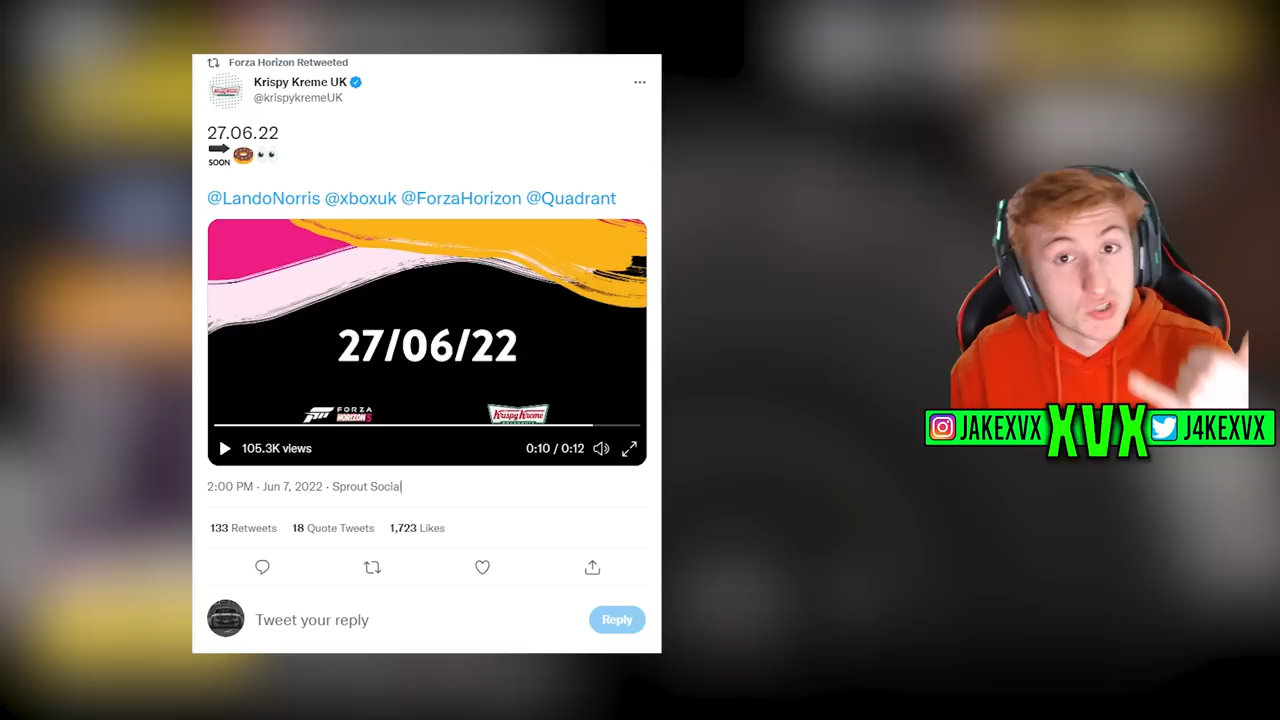 Forza Horizon Retweeted
Krispy Kreme UK
@krispykremeUK
27.06.22
SOON
@LandoNorris @xboxuk @ForzaHorizon @Quadrant
27/06/22
FORZA
HORIZON 5
Krispy Kreme
DOUGHNUTS
105.3K views
0:10 / 0:12
2:00 PM · Jun 7, 2022 · Sprout Social
133 Retweets 18 Quote Tweets 1,723 Likes
Tweet your reply
Reply
JAKEXVX XVX J4KEXVX